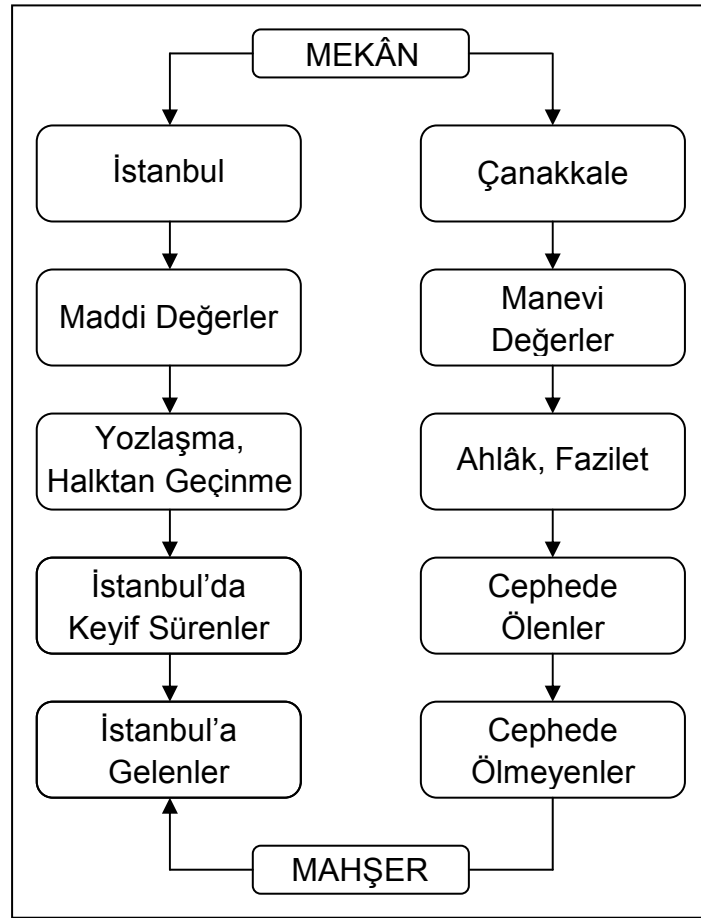 MEKÂN
İstanbul
Çanakkale
Maddi Değerler
Manevi
Değerler
Yozlaşma,
Halktan Geçinme
Ahlâk, Fazilet
İstanbul’da
Keyif Sürenler
Cephede
Ölenler
İstanbul’a
Gelenler
Cephede
Ölmeyenler
MAHŞER